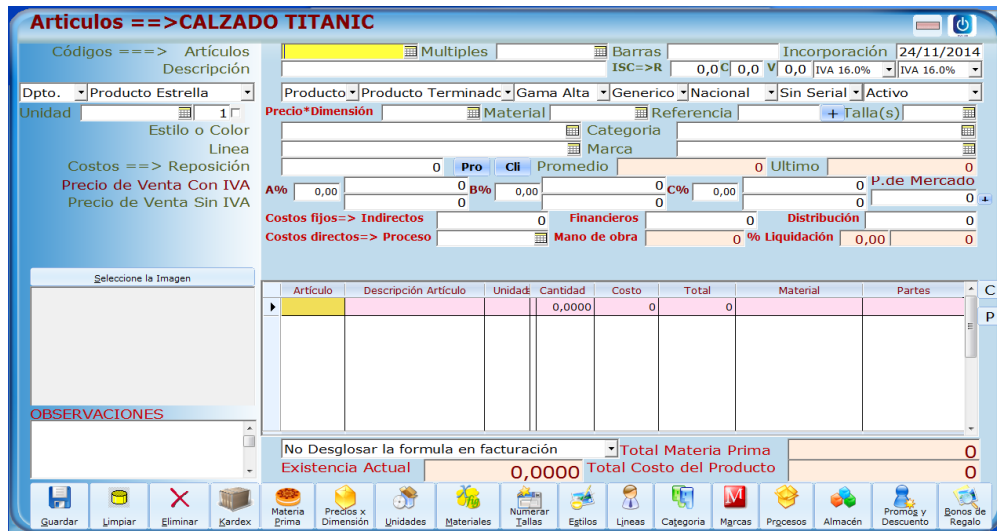 Articulos ==>CALZADO TITANIC
Códigos ===> Artículos Multiples Barras Incorporación 24/11/2014
Descripción ISC=>R 0,0 C 0,0 V 0,0 IVA 16.0% IVA 16.0%
Dpto. Producto Estrella Producto Producto Terminadc Gama Alta Generico Nacional Sin Serial Activo
Unidad 1 Precio*Dimensión Material Referencia + Talla(s)
Estilo o Color Categoria
Linea Marca
Costos ==> Reposición 0 Pro Cli Promedio 0 Ultimo 0
Precio de Venta Con IVA A% 0,00 0 B% 0,00 0 C% 0,00 0 P.de Mercado
Precio de Venta Sin IVA 0 0 0 0 +
Costos fijos=> Indirectos 0 Financieros 0 Distribución 0
Costos directos=> Proceso Mano de obra 0 % Liquidación 0,00 0
Seleccione la Imagen
Artículo Descripción Artículo Unidade Cantidad Costo Total Material Partes C
0,0000 0 0
P
OBSERVACIONES
No Desglosar la formula en facturación Total Materia Prima 0
Existencia Actual 0,0000 Total Costo del Producto 0
Guardar Limpiar Eliminar Kardex Materia Prima Precios x Dimensión Unidades Materiales Numerar Tallas Estilos Lineas Categoria Marcas Procesos Almacén Promos y Descuento Bonos de Regalo